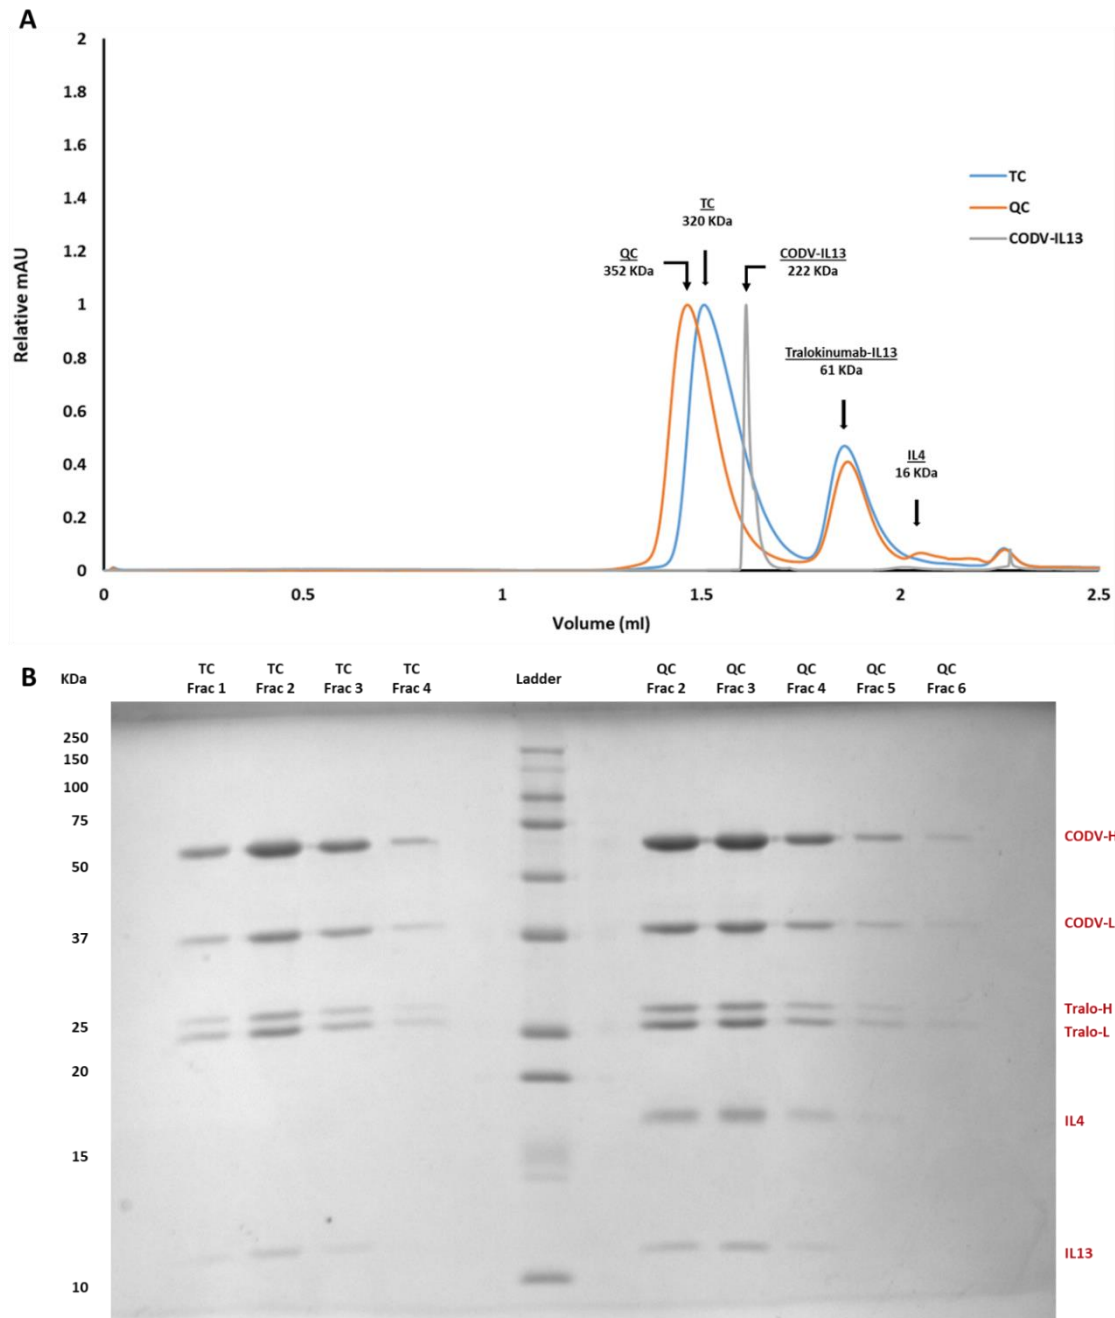 A
2
1.8
1.6
1.4
1.2
1
0.8
0.6
0.4
0.2
0
Relative mAU
0
0.5
1
1.5
2
2.5
Volume (ml)
TC
QC
CODV-IL13
QC
352 KDa
TC
320 KDa
CODV-IL13
222 KDa
Tralokinumab-IL13
61 KDa
IL4
16 KDa
B
KDa
TC
Frac 1
TC
Frac 2
TC
Frac 3
TC
Frac 4
Ladder
QC
Frac 2
QC
Frac 3
QC
Frac 4
QC
Frac 5
QC
Frac 6
250
150
100
75
50
37
25
20
15
10
CODV-H
CODV-L
Tralo-H
Tralo-L
IL4
IL13